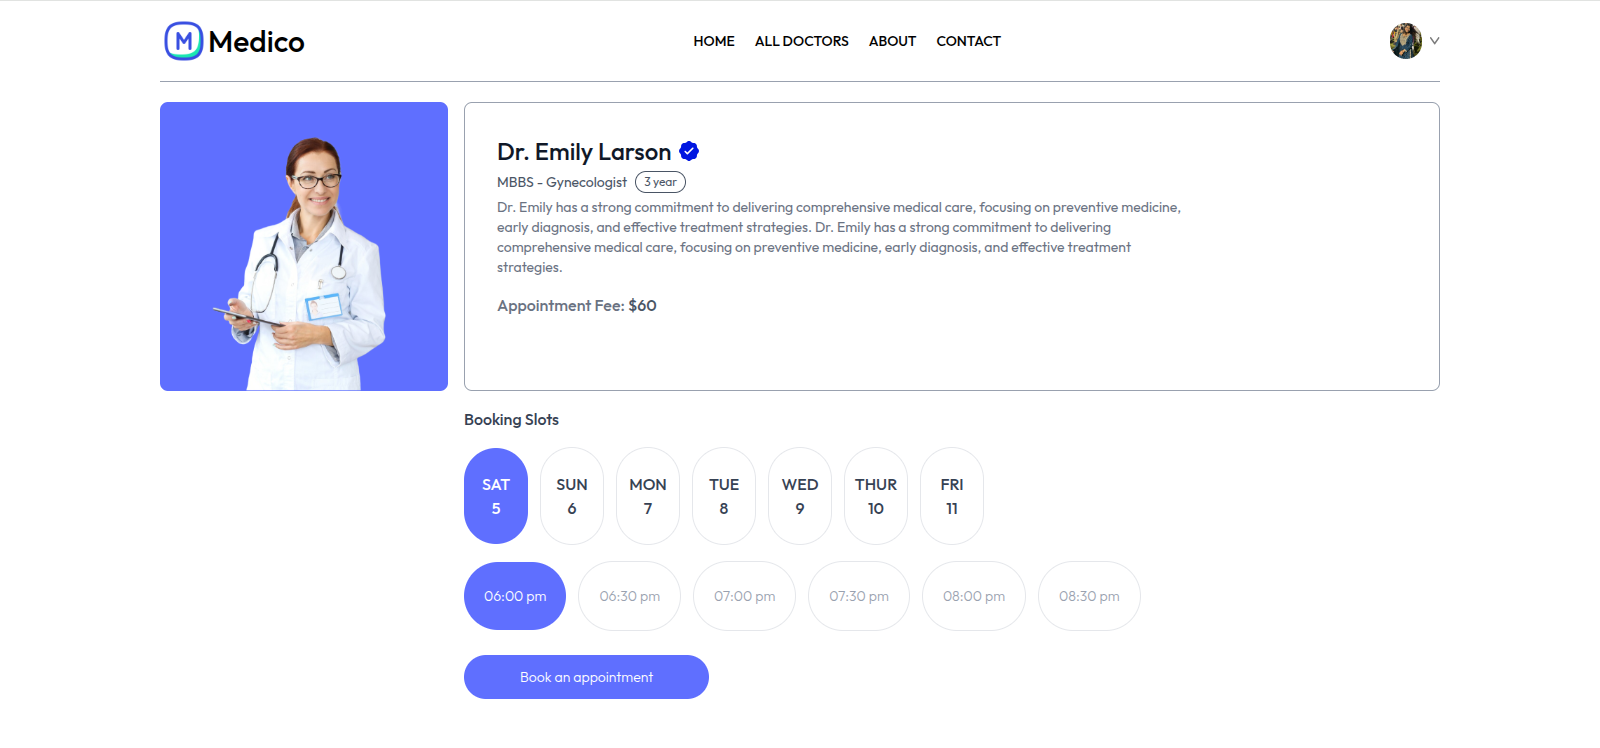 M Medico
HOME ALL DOCTORS ABOUT CONTACT
Dr. Emily Larson
MBBS - Gynecologist 3 year
Dr. Emily has a strong commitment to delivering comprehensive medical care, focusing on preventive medicine,
early diagnosis, and effective treatment strategies. Dr. Emily has a strong commitment to delivering
comprehensive medical care, focusing on preventive medicine, early diagnosis, and effective treatment
strategies.
Appointment Fee: $60
Booking Slots
SAT SUN MON TUE WED THUR FRI
5 6 7 8 9 10 11
06:00 pm 06:30 pm 07:00 pm 07:30 pm 08:00 pm 08:30 pm
Book an appointment